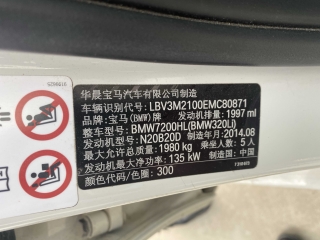 华晨宝马汽车有限公司制造
车辆识别代号: LBV3M2100EMC80871
品牌: 宝马(BMW)牌 发动机排量: 1997 ml
整车型号: BMW7200HL(BMW320Li)
发动机型号: N20B20D 制造年月: 2014.08
最大允许总质量: 1980 kg 乘坐人数: 5人
发动机最大净功率: 135 kW 制造国: 中国
颜色代码/色圈: 300